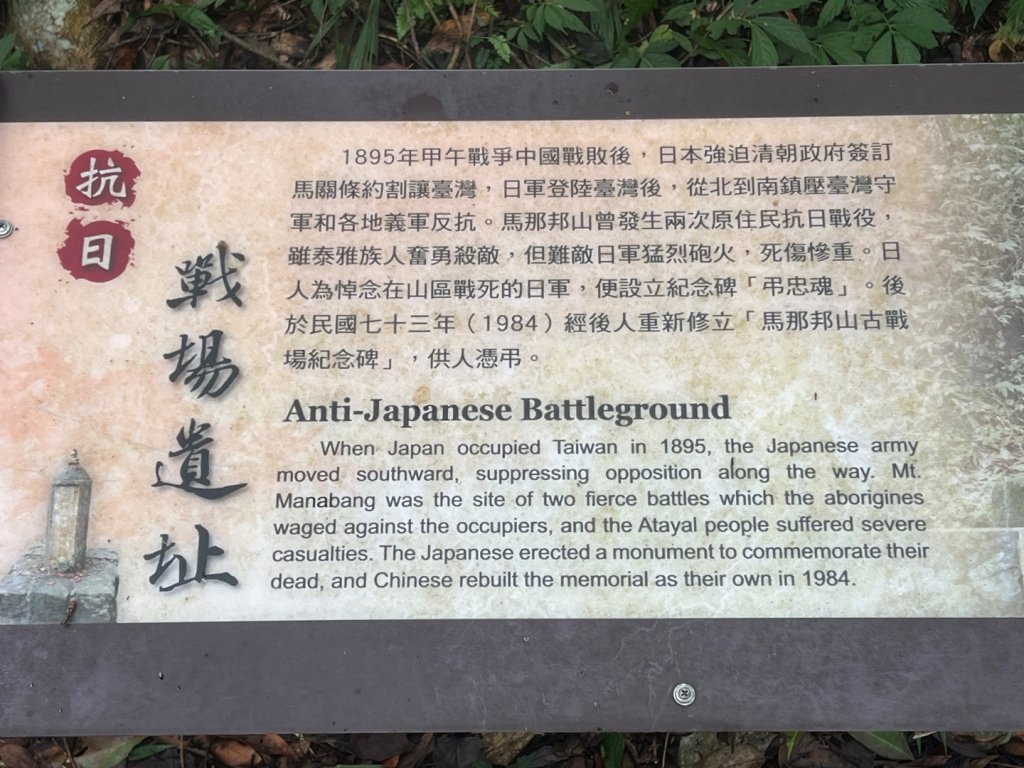 抗日
戰場遺址
1895年甲午戰爭中國戰敗後，日本強迫清朝政府簽訂
馬關條約割讓臺灣，日軍登陸臺灣後，從北到南鎮壓臺灣守
軍和各地義軍反抗。馬那邦山曾發生兩次原住民抗日戰役，
雖泰雅族人奮勇殺敵，但難敵日軍猛烈砲火，死傷慘重。日
人為悼念在山區戰死的日軍，便設立紀念碑「弔忠魂」。後
於民國七十三年（1984）經後人重新修立「馬那邦山古戰
場紀念碑」，供人憑弔。
Anti-Japanese Battleground
When Japan occupied Taiwan in 1895, the Japanese army
moved southward, suppressing opposition along the way. Mt.
Manabang was the site of two fierce battles which the aborigines
waged against the occupiers, and the Atayal people suffered severe
casualties. The Japanese erected a monument to commemorate their
dead, and Chinese rebuilt the memorial as their own in 1984.